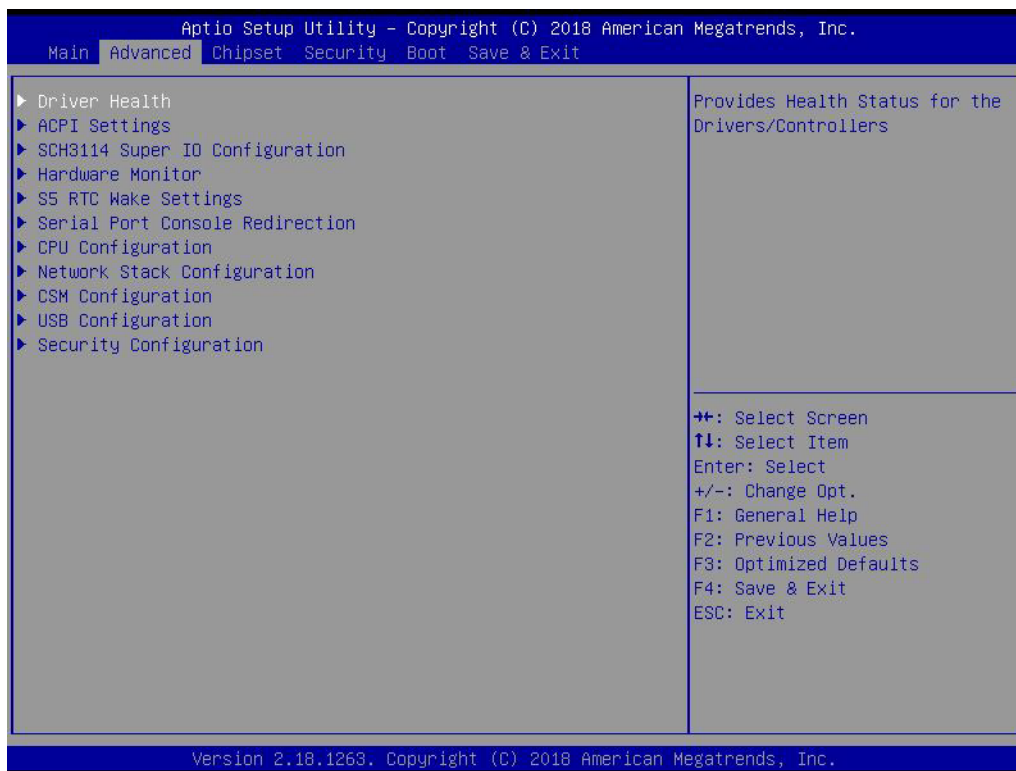 Aptio Setup Utility – Copyright (C) 2018 American Megatrends, Inc.
Main Advanced Chipset Security Boot Save & Exit
▶ Driver Health
▶ ACPI Settings
▶ SCH3114 Super IO Configuration
▶ Hardware Monitor
▶ S5 RTC Wake Settings
▶ Serial Port Console Redirection
▶ CPU Configuration
▶ Network Stack Configuration
▶ CSM Configuration
▶ USB Configuration
▶ Security Configuration
Provides Health Status for the
Drivers/Controllers
→←: Select Screen
↑↓: Select Item
Enter: Select
+/-: Change Opt.
F1: General Help
F2: Previous Values
F3: Optimized Defaults
F4: Save & Exit
ESC: Exit
Version 2.18.1263. Copyright (C) 2018 American Megatrends, Inc.